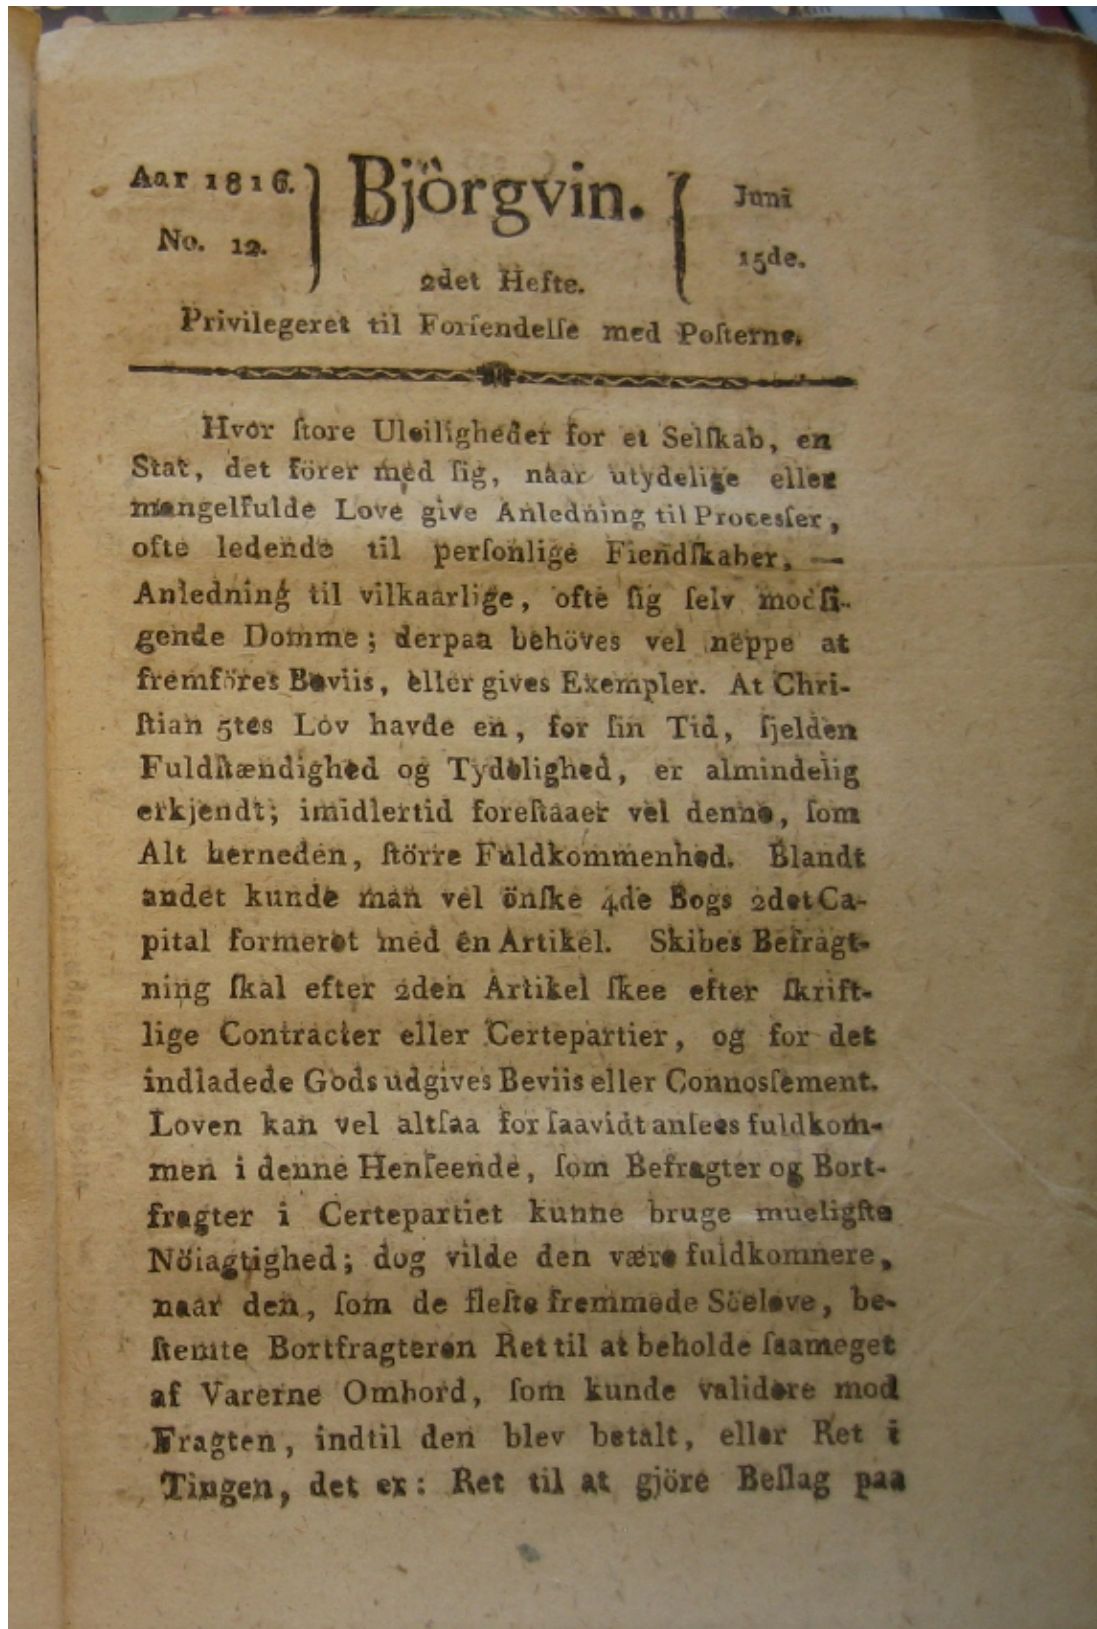 Aar 1816.
No. 12.
Björgvin.
2det Hefte.
Juni
15de.
Privilegeret til Forſendelſe med Poſterne.
Hvor ſtore Uleiligheder for et Selſkab, en
Stat, det förer med ſig, naar utydelige eller
mangelfulde Love give Anledning til Procesſer,
ofte ledende til perſonlige Fiendſkaber, —
Anledning til vilkaarlige, ofte ſig ſelv modſi-
gende Domme; derpaa behöves vel neppe at
fremföres Beviis, eller gives Exempler. At Chri-
ſtian 5tes Lov havde en, for ſin Tid, ſjelden
Fuldſtændighed og Tydelighed, er almindelig
erkjendt; imidlertid foreſtaaer vel denne, ſom
Alt herneden, ſtörre Fuldkommenhed. Blandt
andet kunde man vel önſke 4de Bogs 2det Ca-
pital formeret med én Artikel. Skibes Befragt-
ning ſkal efter 2den Artikel ſkee efter ſkrift-
lige Contracter eller Certepartier, og for det
indladede Gods udgives Beviis eller Connosſement.
Loven kan vel altſaa for ſaavidt anſees fuldkom-
men i denne Henſeende, ſom Befragter og Bort-
fragter i Certepartiet kunne bruge mueligſte
Nöiagtighed; dog vilde den være fuldkomnere,
naar den, ſom de fleſte fremmede Söelove, be-
ſtemte Bortfragteren Ret til at beholde ſaameget
af Varerne Ombord, ſom kunde validere mod
Fragten, indtil den blev betalt, eller Ret i
Tingen, det er: Ret til at gjöre Beſlag paa